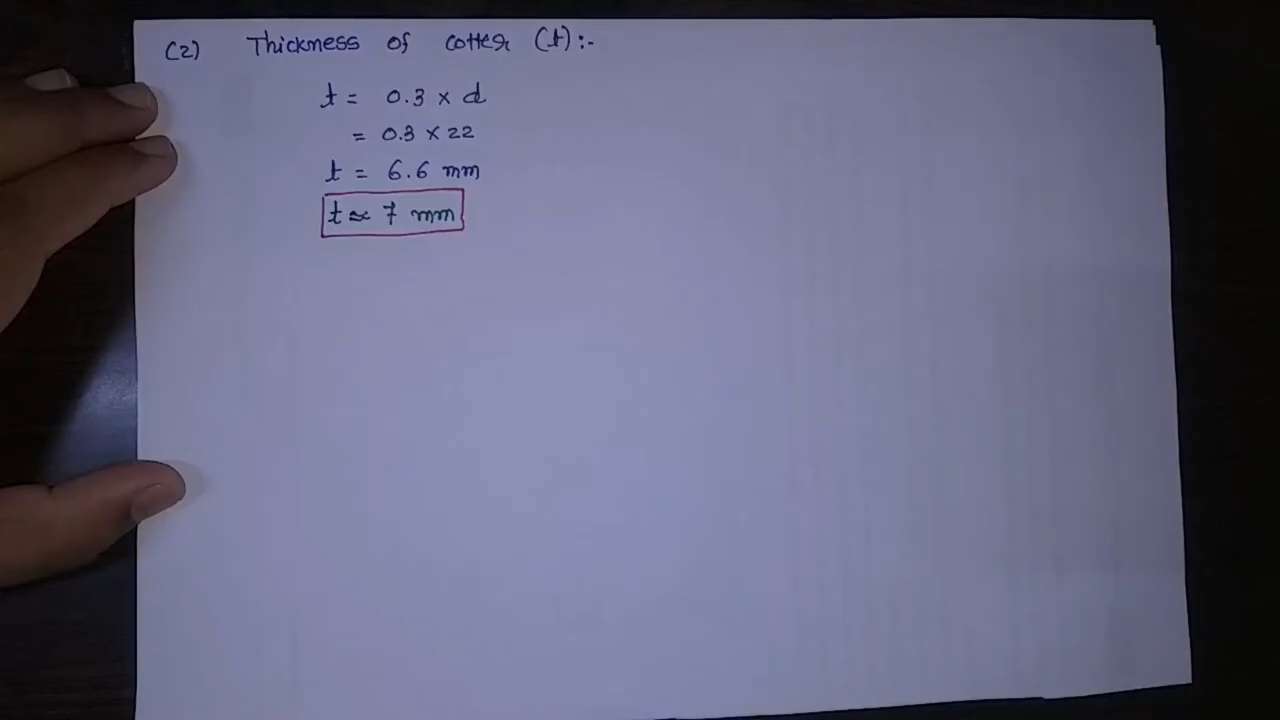 (2) Thickness of cotter (t):-
t = 0.3 × d
= 0.3 × 22
t = 6.6 mm
t ≈ 7 mm